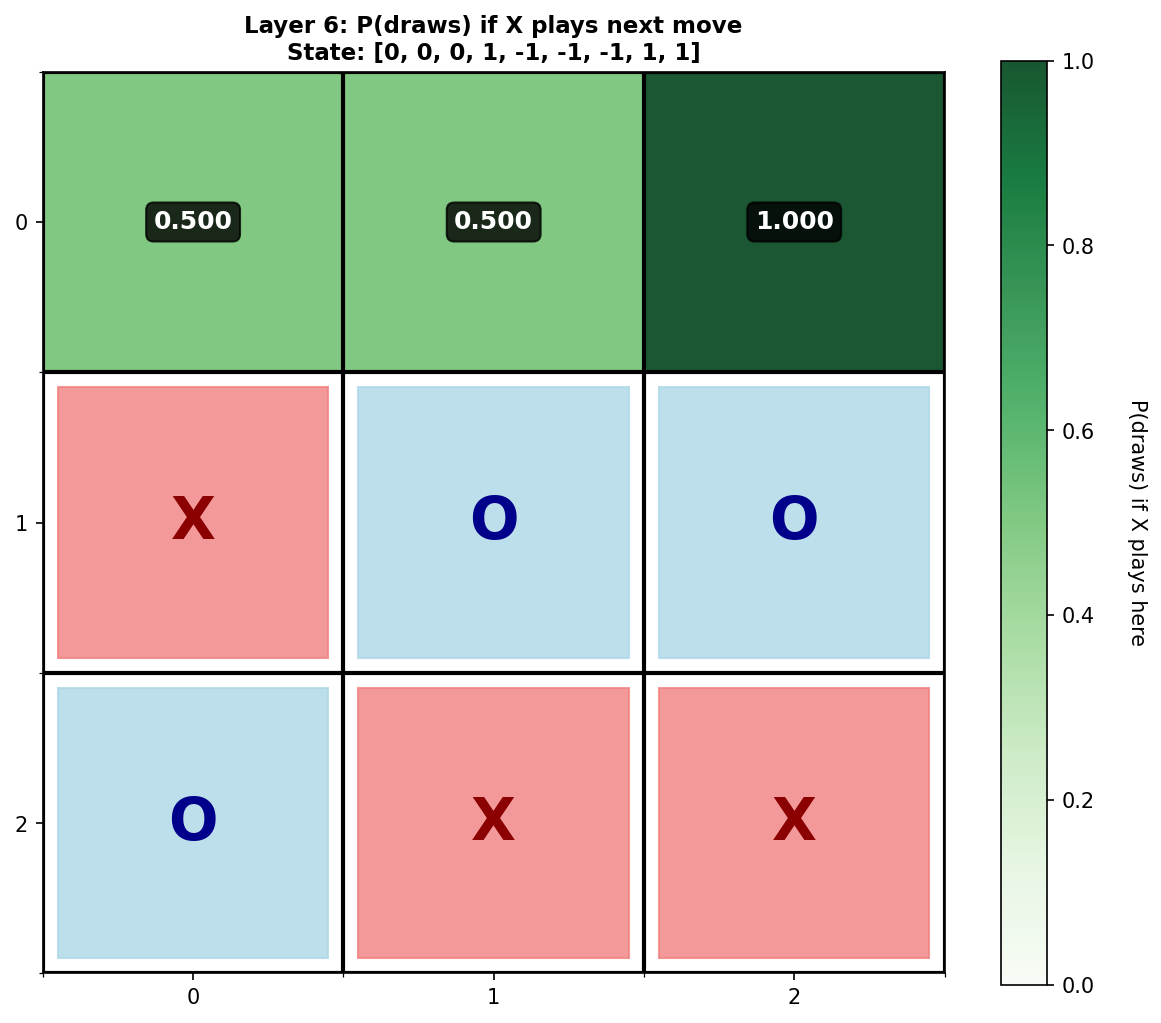 Layer 6: P(draws) if X plays next move
State: [0, 0, 0, 1, -1, -1, -1, 1, 1]
0.500 0.500 1.000
X O O
O X X
0
1
2
0 1 2
1.0
0.8
0.6
0.4
0.2
0.0
P(draws) if X plays here